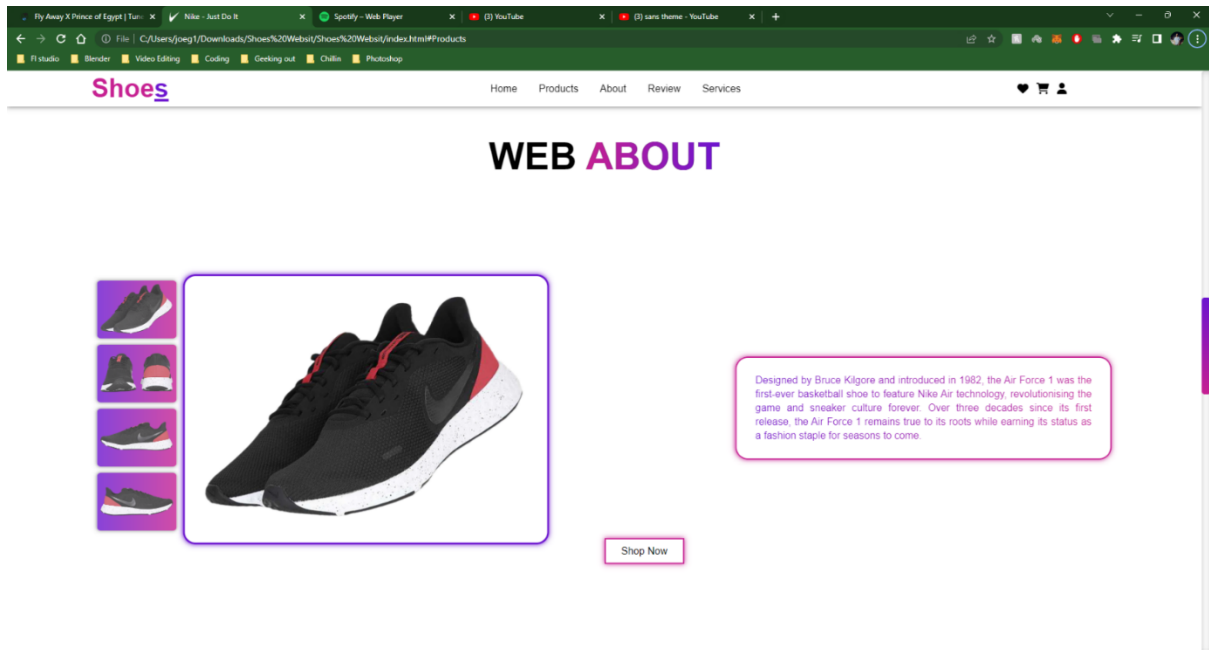 Fly Away X Prince of Egypt | Tun
Nike - Just Do It
Spotify – Web Player
(3) YouTube
(3) sans theme - YouTube
File | C:/Users/joeg1/Downloads/Shoes%20Websit/Shoes%20Websit/index.html#Products
Fl studio
Blender
Video Editing
Coding
Geeking out
Chillin
Photoshop
Shoes
Home Products About Review Services
WEB ABOUT
Designed by Bruce Kilgore and introduced in 1982, the Air Force 1 was the
first-ever basketball shoe to feature Nike Air technology, revolutionising the
game and sneaker culture forever. Over three decades since its first
release, the Air Force 1 remains true to its roots while earning its status as
a fashion staple for seasons to come.
Shop Now